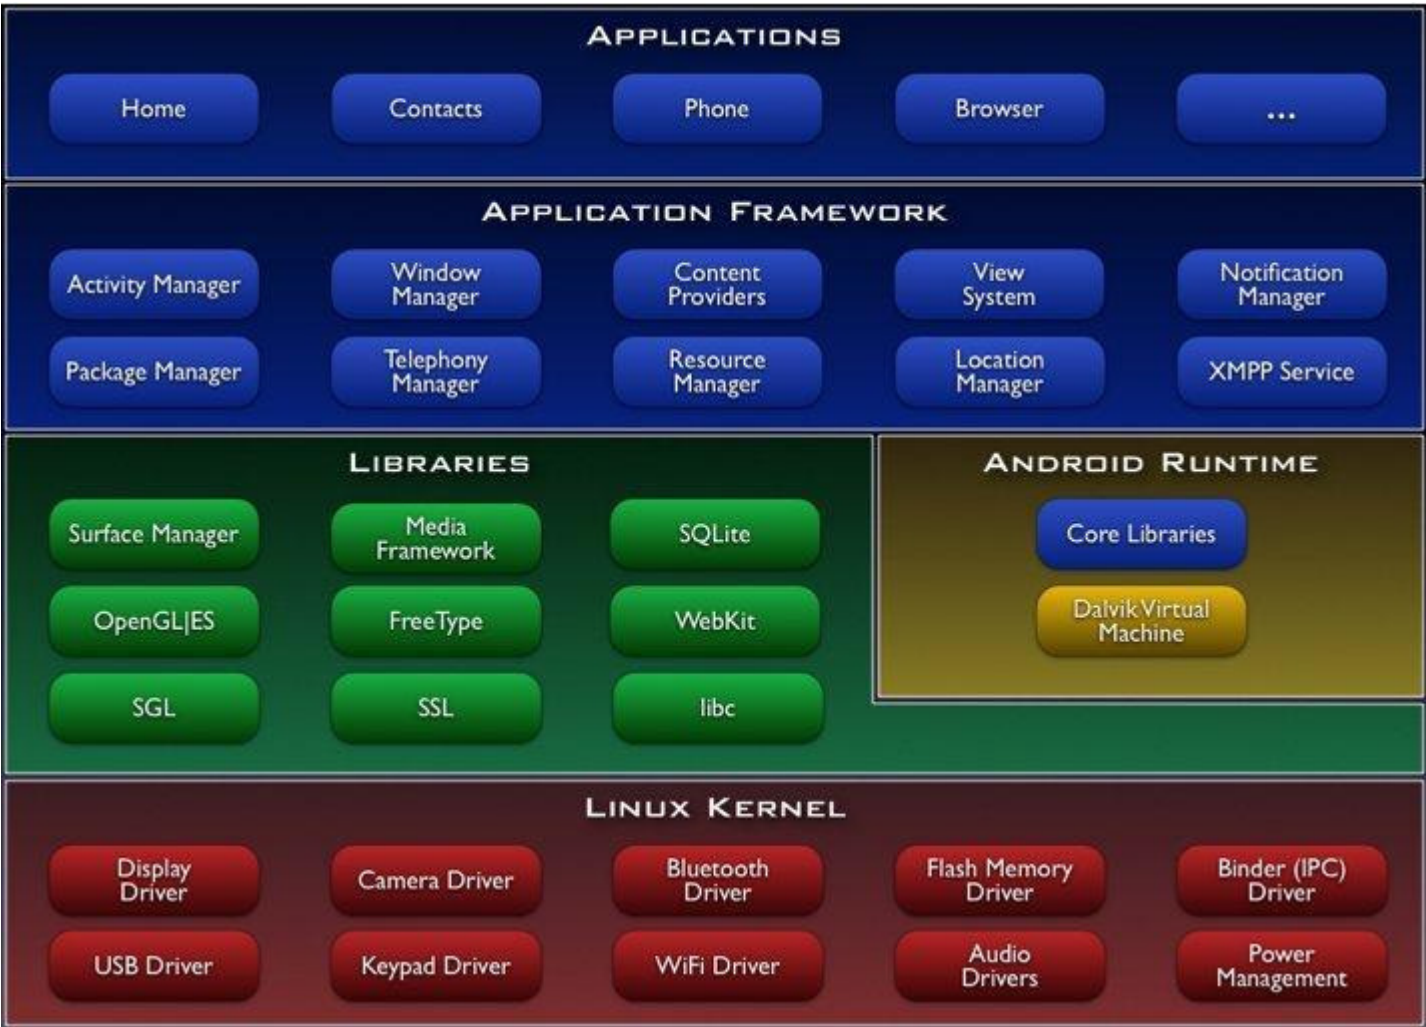 APPLICATIONS
Home
Contacts
Phone
Browser
...
APPLICATION FRAMEWORK
Activity Manager
Window
Manager
Content
Providers
View
System
Notification
Manager
Package Manager
Telephony
Manager
Resource
Manager
Location
Manager
XMPP Service
LIBRARIES
Surface Manager
Media
Framework
SQLite
OpenGL|ES
FreeType
WebKit
SGL
SSL
libc
ANDROID RUNTIME
Core Libraries
Dalvik Virtual
Machine
LINUX KERNEL
Display
Driver
Camera Driver
Bluetooth
Driver
Flash Memory
Driver
Binder (IPC)
Driver
USB Driver
Keypad Driver
WiFi Driver
Audio
Drivers
Power
Management